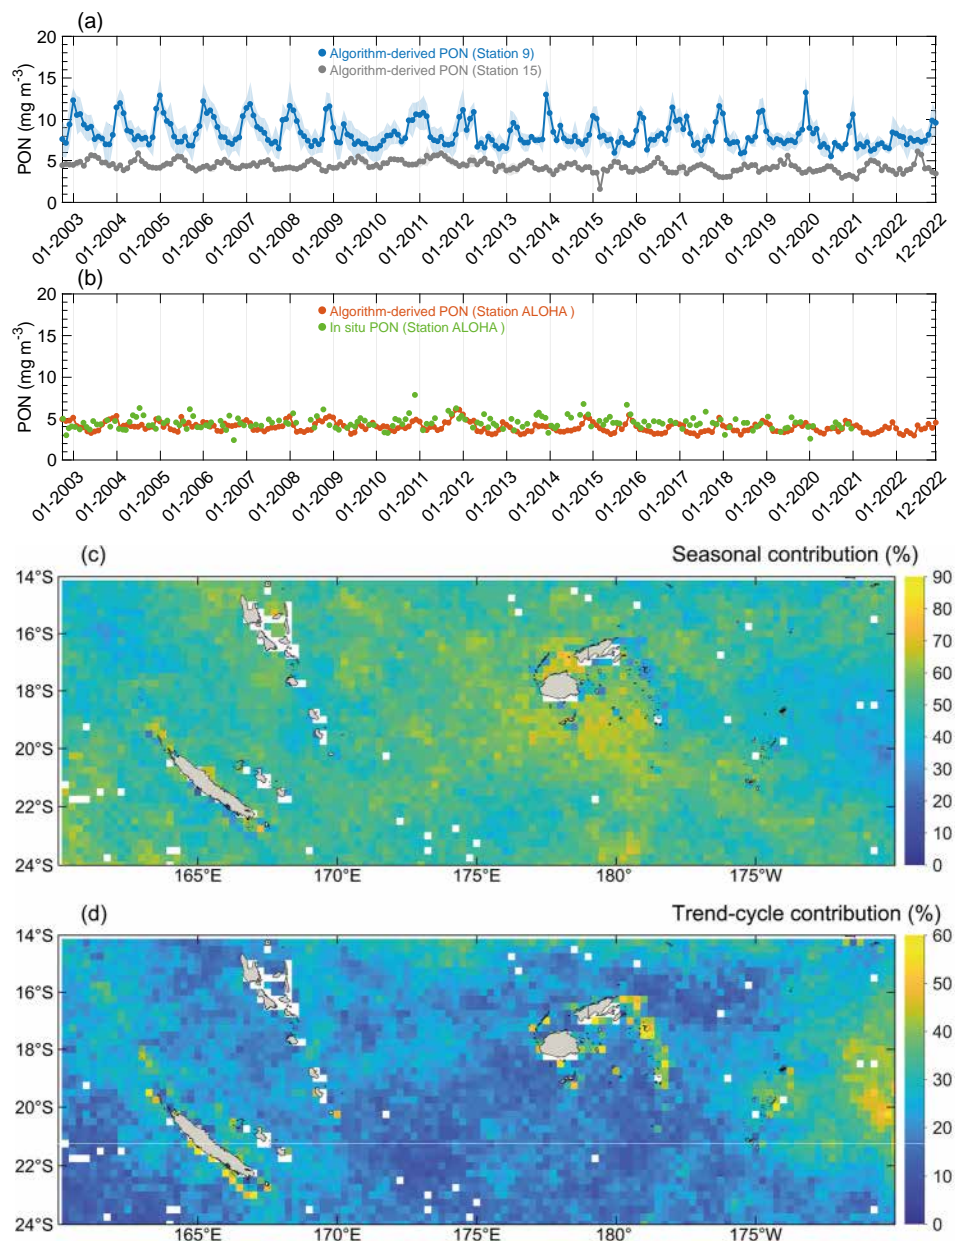 (a)
20
15
10
5
0
PON (mg m⁻³)
Algorithm-derived PON (Station 9)
Algorithm-derived PON (Station 15)
01-2003 01-2004 01-2005 01-2006 01-2007 01-2008 01-2009 01-2010 01-2011 01-2012 01-2013 01-2014 01-2015 01-2016 01-2017 01-2018 01-2019 01-2020 01-2021 01-2022 12-2022
(b)
20
15
10
5
0
PON (mg m⁻³)
Algorithm-derived PON (Station ALOHA )
In situ PON (Station ALOHA )
01-2003 01-2004 01-2005 01-2006 01-2007 01-2008 01-2009 01-2010 01-2011 01-2012 01-2013 01-2014 01-2015 01-2016 01-2017 01-2018 01-2019 01-2020 01-2021 01-2022 12-2022
(c) Seasonal contribution (%)
14°S
16°S
18°S
20°S
22°S
24°S
165°E 170°E 175°E 180° 175°W
90
80
70
60
50
40
30
20
10
0
(d) Trend-cycle contribution (%)
14°S
16°S
18°S
20°S
22°S
24°S
165°E 170°E 175°E 180° 175°W
60
50
40
30
20
10
0